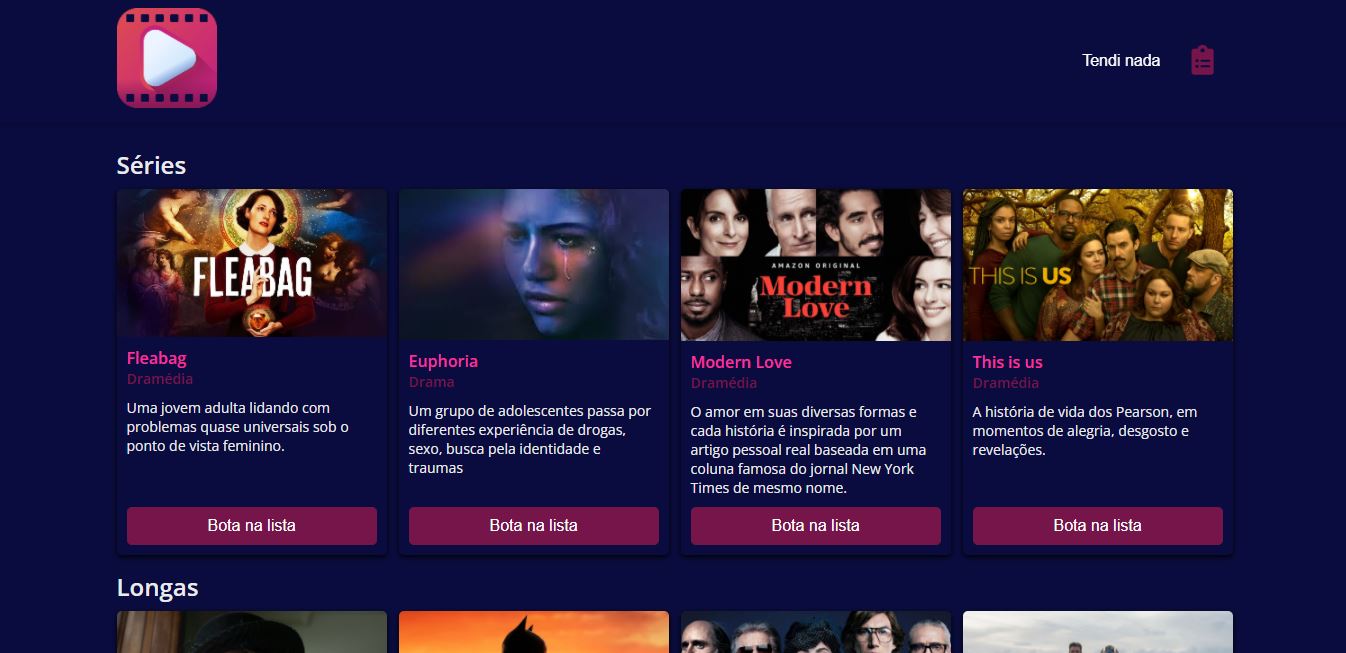 Tendi nada
Séries
FLEABAG
AMAZON ORIGINAL
Modern
Love
THIS IS US
Fleabag
Dramédia
Uma jovem adulta lidando com
problemas quase universais sob o
ponto de vista feminino.
Bota na lista
Euphoria
Drama
Um grupo de adolescentes passa por
diferentes experiência de drogas,
sexo, busca pela identidade e
traumas
Bota na lista
Modern Love
Dramédia
O amor em suas diversas formas e
cada história é inspirada por um
artigo pessoal real baseada em uma
coluna famosa do jornal New York
Times de mesmo nome.
Bota na lista
This is us
Dramédia
A história de vida dos Pearson, em
momentos de alegria, desgosto e
revelações.
Bota na lista
Longas